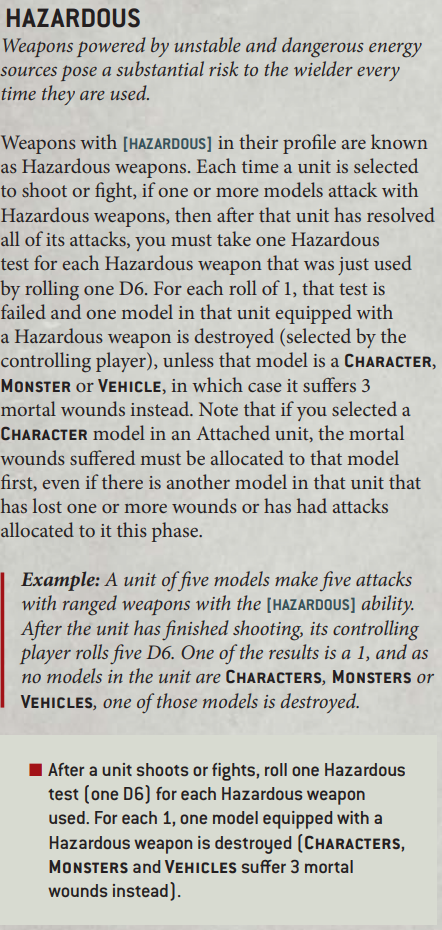 HAZARDOUS
Weapons powered by unstable and dangerous energy
sources pose a substantial risk to the wielder every
time they are used.
Weapons with [HAZARDOUS] in their profile are known
as Hazardous weapons. Each time a unit is selected
to shoot or fight, if one or more models attack with
Hazardous weapons, then after that unit has resolved
all of its attacks, you must take one Hazardous
test for each Hazardous weapon that was just used
by rolling one D6. For each roll of 1, that test is
failed and one model in that unit equipped with
a Hazardous weapon is destroyed (selected by the
controlling player), unless that model is a CHARACTER,
MONSTER or VEHICLE, in which case it suffers 3
mortal wounds instead. Note that if you selected a
CHARACTER model in an Attached unit, the mortal
wounds suffered must be allocated to that model
first, even if there is another model in that unit that
has lost one or more wounds or has had attacks
allocated to it this phase.
Example: A unit of five models make five attacks
with ranged weapons with the [HAZARDOUS] ability.
After the unit has finished shooting, its controlling
player rolls five D6. One of the results is a 1, and as
no models in the unit are CHARACTERS, MONSTERS or
VEHICLES, one of those models is destroyed.
■ After a unit shoots or fights, roll one Hazardous
test (one D6) for each Hazardous weapon
used. For each 1, one model equipped with a
Hazardous weapon is destroyed (CHARACTERS,
MONSTERS and VEHICLES suffer 3 mortal
wounds instead).